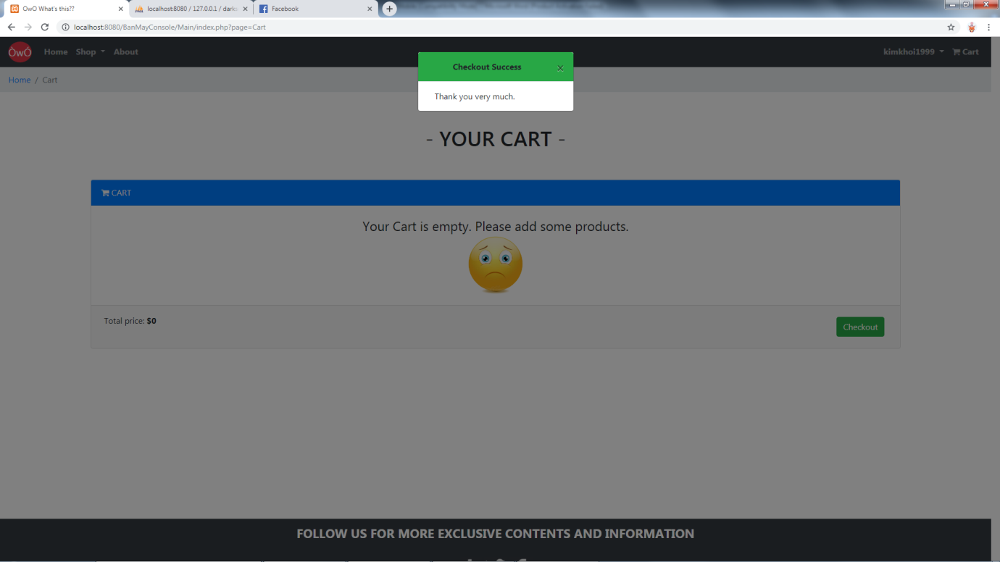 OwO What's this??
localhost:8080 / 127.0.0.1 / darks
Facebook
localhost:8080/BanMayConsole/Main/index.php?page=Cart
OwO Home Shop About kimkhoi1999 Cart
Checkout Success ×
Home / Cart
Thank you very much.
- YOUR CART -
CART
Your Cart is empty. Please add some products.
Total price: $0
Checkout
FOLLOW US FOR MORE EXCLUSIVE CONTENTS AND INFORMATION